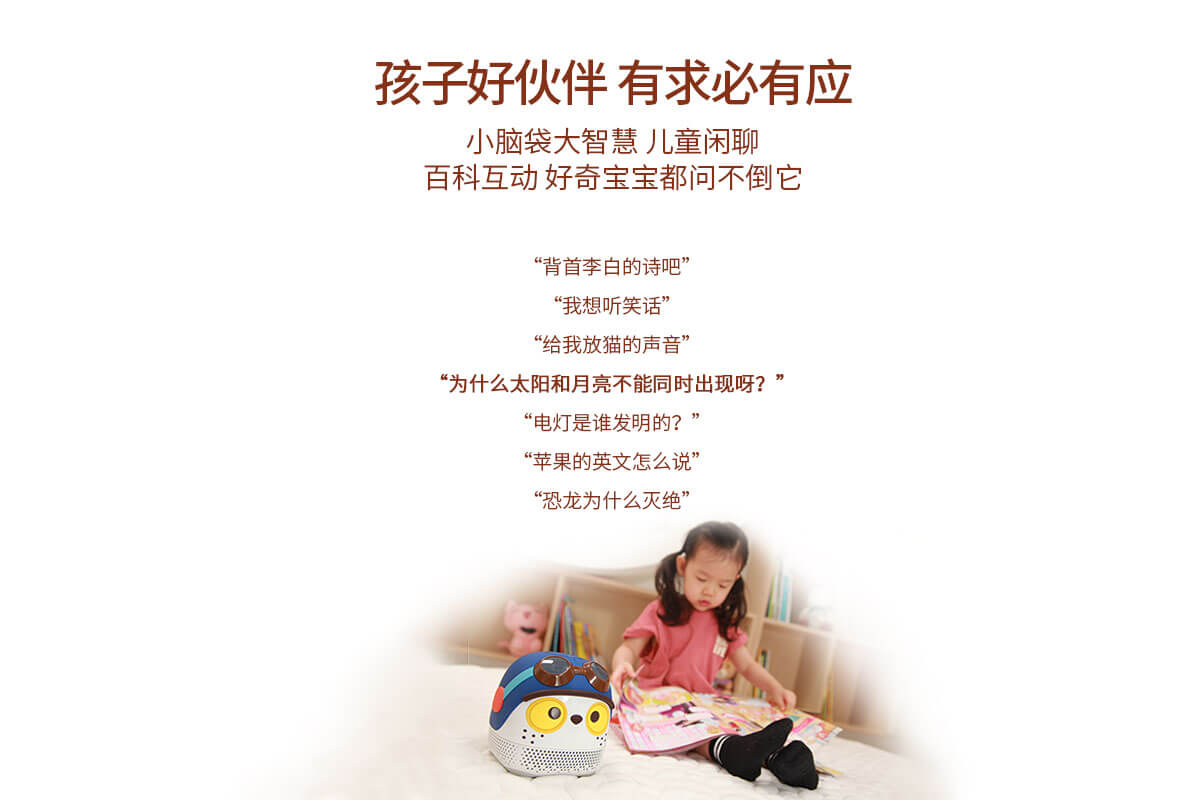 孩子好伙伴 有求必有应
小脑袋大智慧 儿童闲聊
百科互动 好奇宝宝都问不倒它
“背首李白的诗吧”
“我想听笑话”
“给我放猫的声音”
“为什么太阳和月亮不能同时出现呀？”
“电灯是谁发明的？”
“苹果的英文怎么说”
“恐龙为什么灭绝”